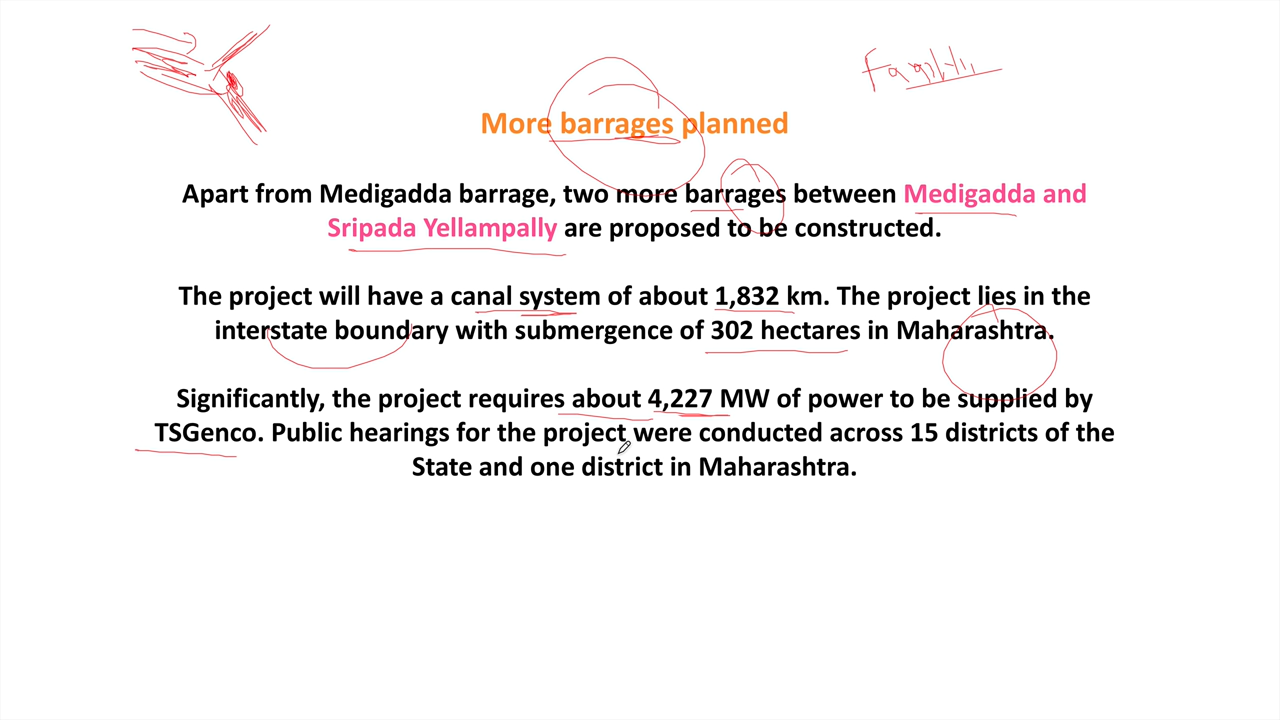 More barrages planned
Apart from Medigadda barrage, two more barrages between Medigadda and
Sripada Yellampally are proposed to be constructed.
The project will have a canal system of about 1,832 km. The project lies in the
interstate boundary with submergence of 302 hectares in Maharashtra.
Significantly, the project requires about 4,227 MW of power to be supplied by
TSGenco. Public hearings for the project were conducted across 15 districts of the
State and one district in Maharashtra.